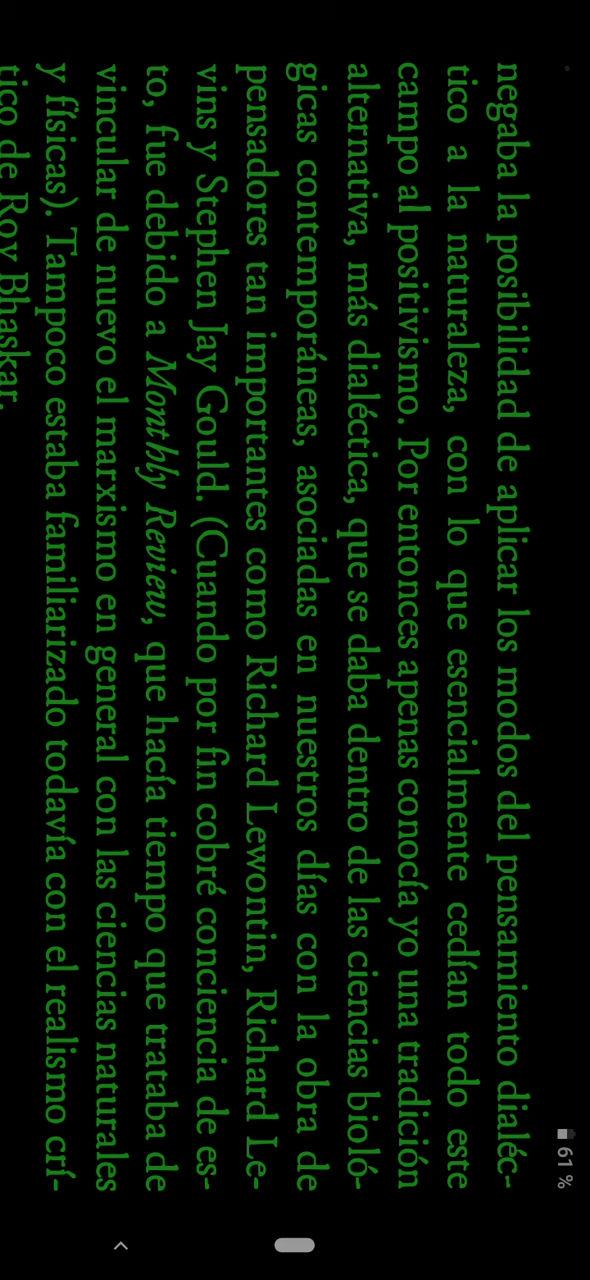 61 %
negaba la posibilidad de aplicar los modos del pensamiento dialéc-
tico a la naturaleza, con lo que esencialmente cedían todo este
campo al positivismo. Por entonces apenas conocía yo una tradición
alternativa, más dialéctica, que se daba dentro de las ciencias bioló-
gicas contemporáneas, asociadas en nuestros días con la obra de
pensadores tan importantes como Richard Lewontin, Richard Le-
vins y Stephen Jay Gould. (Cuando por fin cobré conciencia de es-
to, fue debido a Monthly Review, que hacía tiempo que trataba de
vincular de nuevo el marxismo en general con las ciencias naturales
y físicas). Tampoco estaba familiarizado todavía con el realismo crí-
tico de Roy Bhaskar.